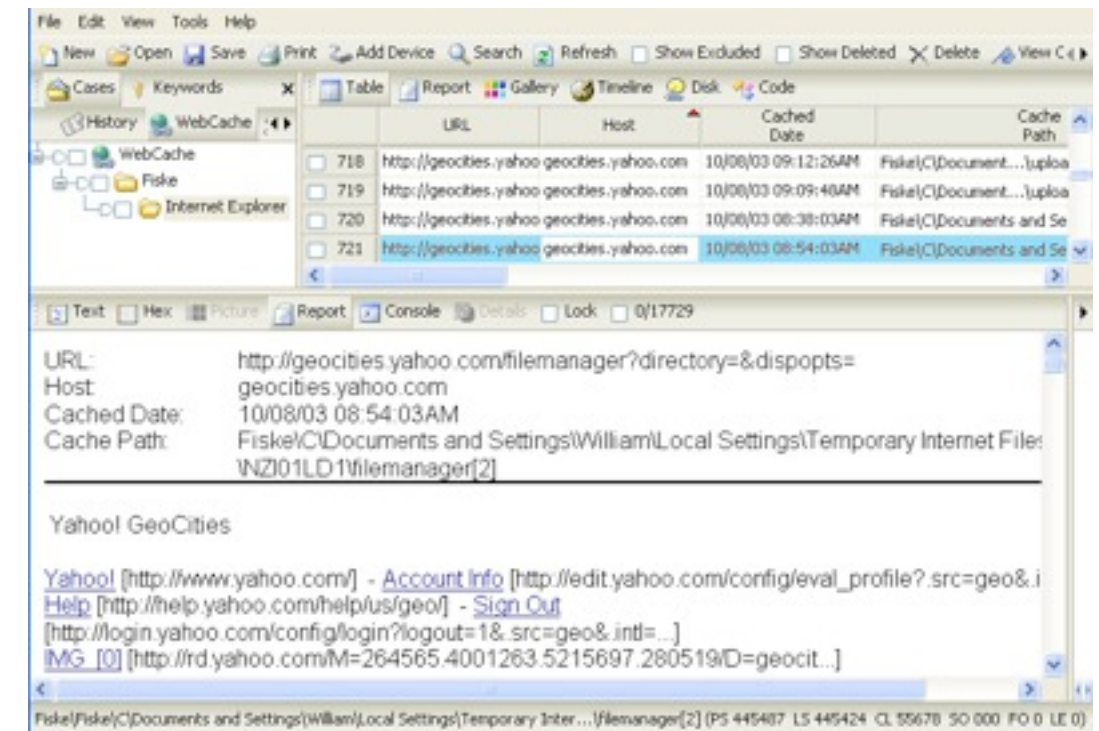 File Edit View Tools Help
New Open Save Print Add Device Search Refresh Show Excluded Show Deleted Delete View C
Cases Keywords x Table Report Gallery Timeline Disk Code
History WebCache
URL Host Cached Date Cache Path
WebCache
Fiske
Internet Explorer
718 http://geocities.yahoo geocities.yahoo.com 10/08/03 09:12:26AM Fiske\C\Document...\uploa
719 http://geocities.yahoo geocities.yahoo.com 10/08/03 09:09:48AM Fiske\C\Document...\uploa
720 http://geocities.yahoo geocities.yahoo.com 10/08/03 08:38:03AM Fiske\C\Documents and Se
721 http://geocities.yahoo geocities.yahoo.com 10/08/03 08:54:03AM Fiske\C\Documents and Se
Text Hex Picture Report Console Details Lock 0/17729
URL: http://geocities.yahoo.com/filemanager?directory=&dispopts=
Host: geocities.yahoo.com
Cached Date: 10/08/03 08:54:03AM
Cache Path: Fiske\C\Documents and Settings\William\Local Settings\Temporary Internet Files
\NZI01LD1\filemanager[2]
Yahoo! GeoCities
Yahoo! [http://www.yahoo.com/] - Account Info [http://edit.yahoo.com/config/eval_profile?.src=geo&.i
Help [http://help.yahoo.com/help/us/geo/] - Sign Out
[http://login.yahoo.com/config/login?logout=1&.src=geo&.intl=...]
IMG_[0] [http://rd.yahoo.com/M=264565.4001263.5215697.280519/D=geocit...]
Fiske\Fiske\C\Documents and Settings\William\Local Settings\Temporary Inter...\filemanager[2] (PS 445487 LS 445424 CL 55678 SO 000 FO 0 LE 0)